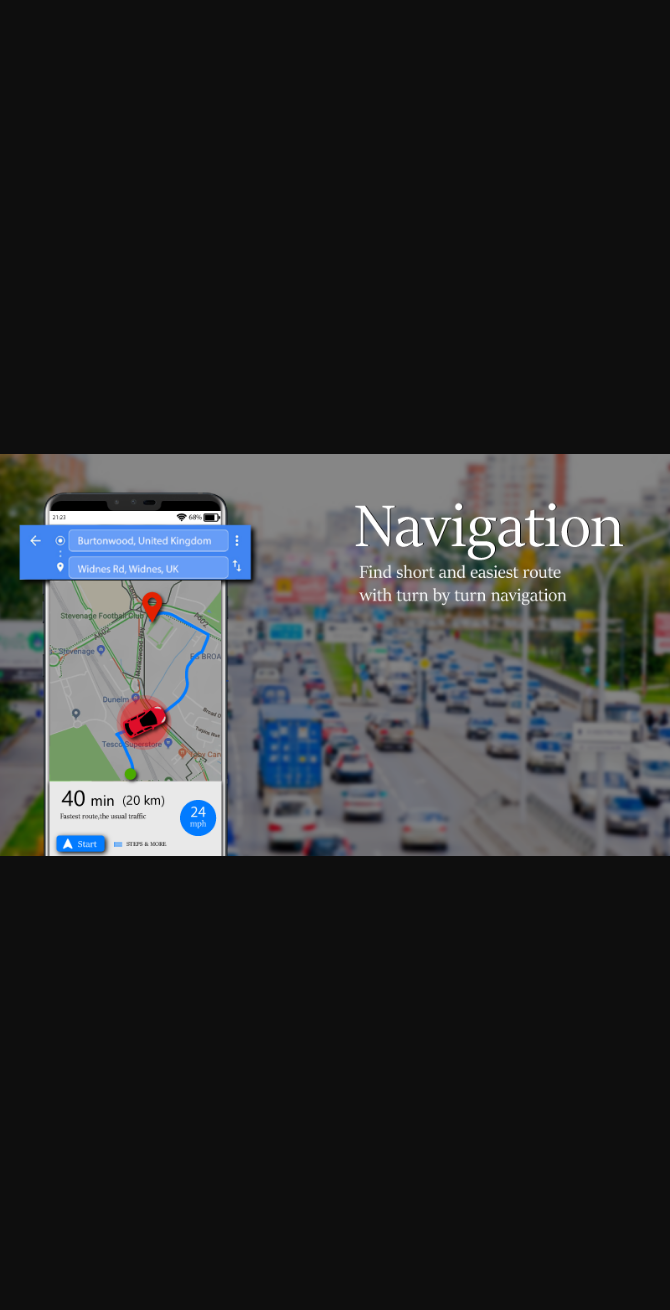 Navigation
Find short and easiest route
with turn by turn navigation
21:23
68%
Burtonwood, United Kingdom
Widnes Rd, Widnes, UK
Stevenage Football Club
A602
Stevenage
Dunelm
Tesco Superstore
40 min (20 km)
Fastest route,the usual traffic
24
mph
Start
STEPS & MORE